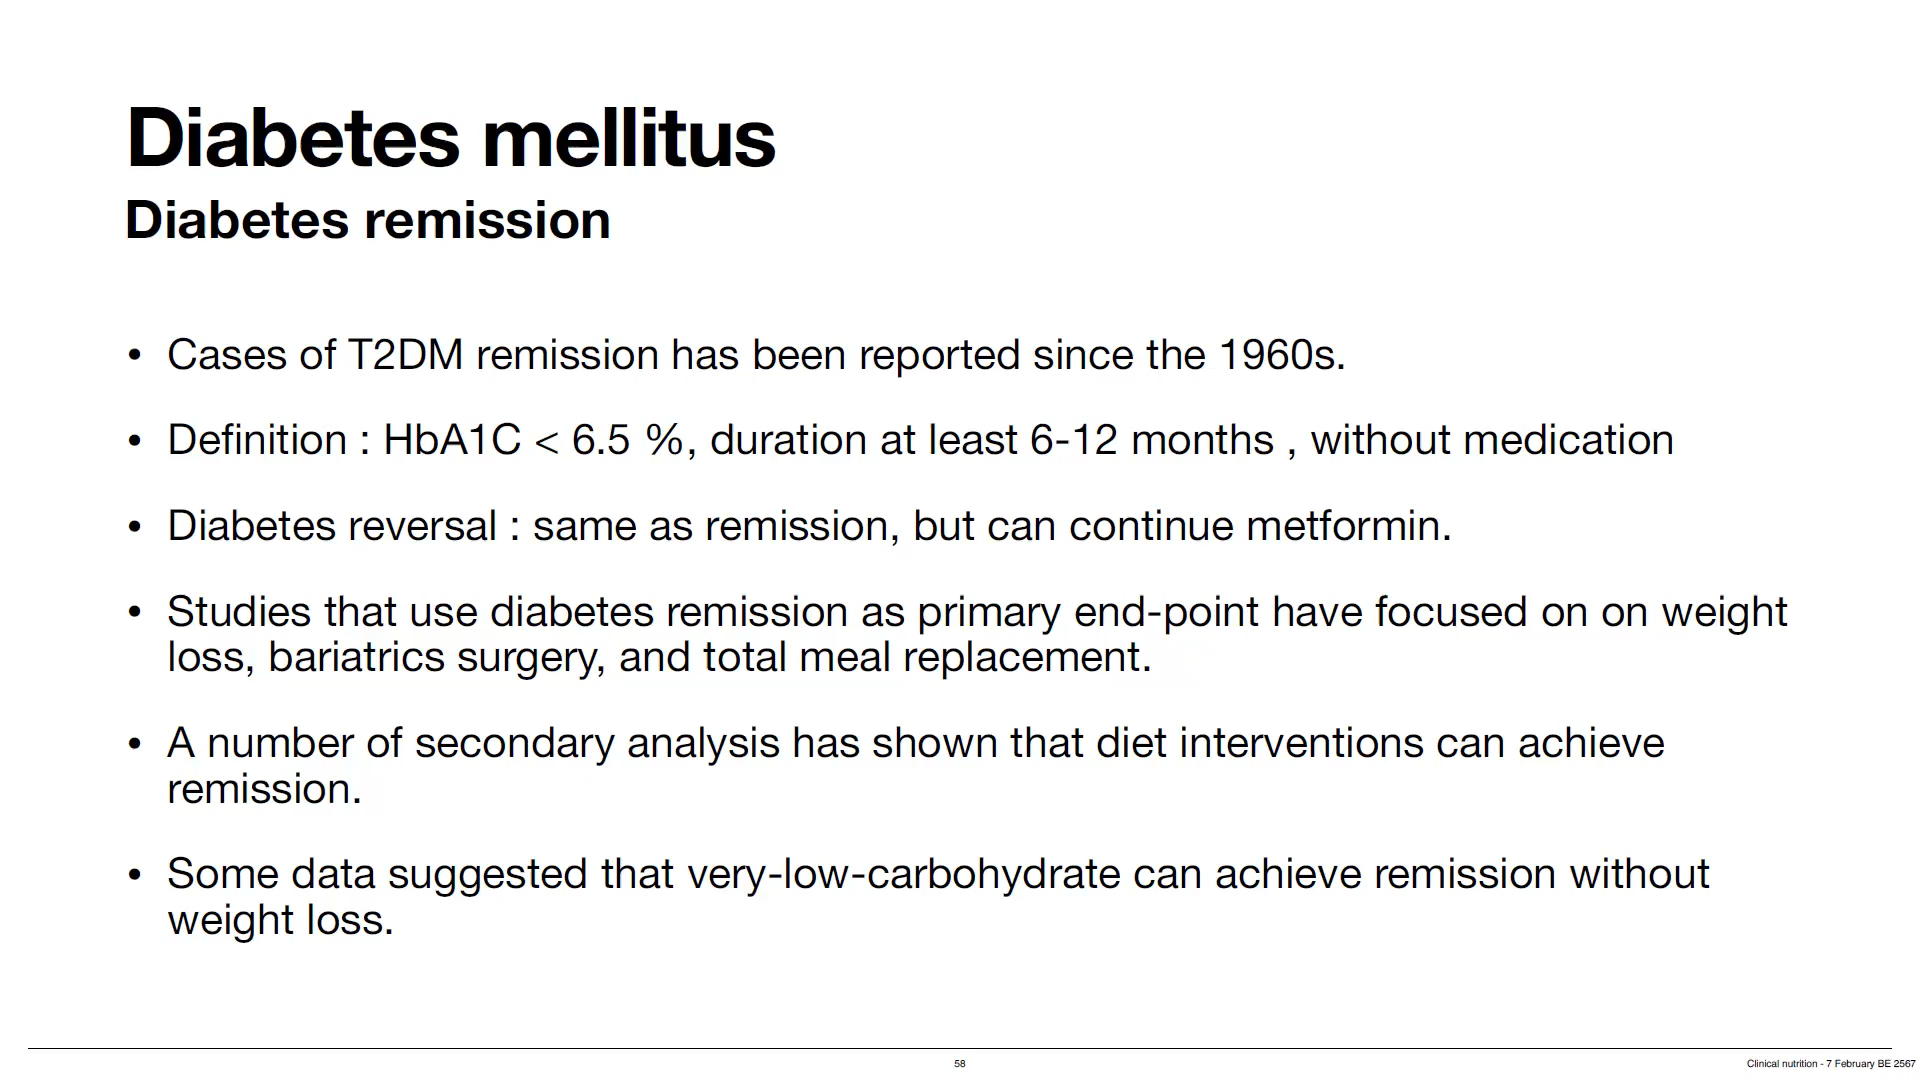 Diabetes mellitus
Diabetes remission
• Cases of T2DM remission has been reported since the 1960s.
• Definition : HbA1C < 6.5 %, duration at least 6-12 months , without medication
• Diabetes reversal : same as remission, but can continue metformin.
• Studies that use diabetes remission as primary end-point have focused on on weight
loss, bariatrics surgery, and total meal replacement.
• A number of secondary analysis has shown that diet interventions can achieve
remission.
• Some data suggested that very-low-carbohydrate can achieve remission without
weight loss.
58
Clinical nutrition - 7 February BE 2567